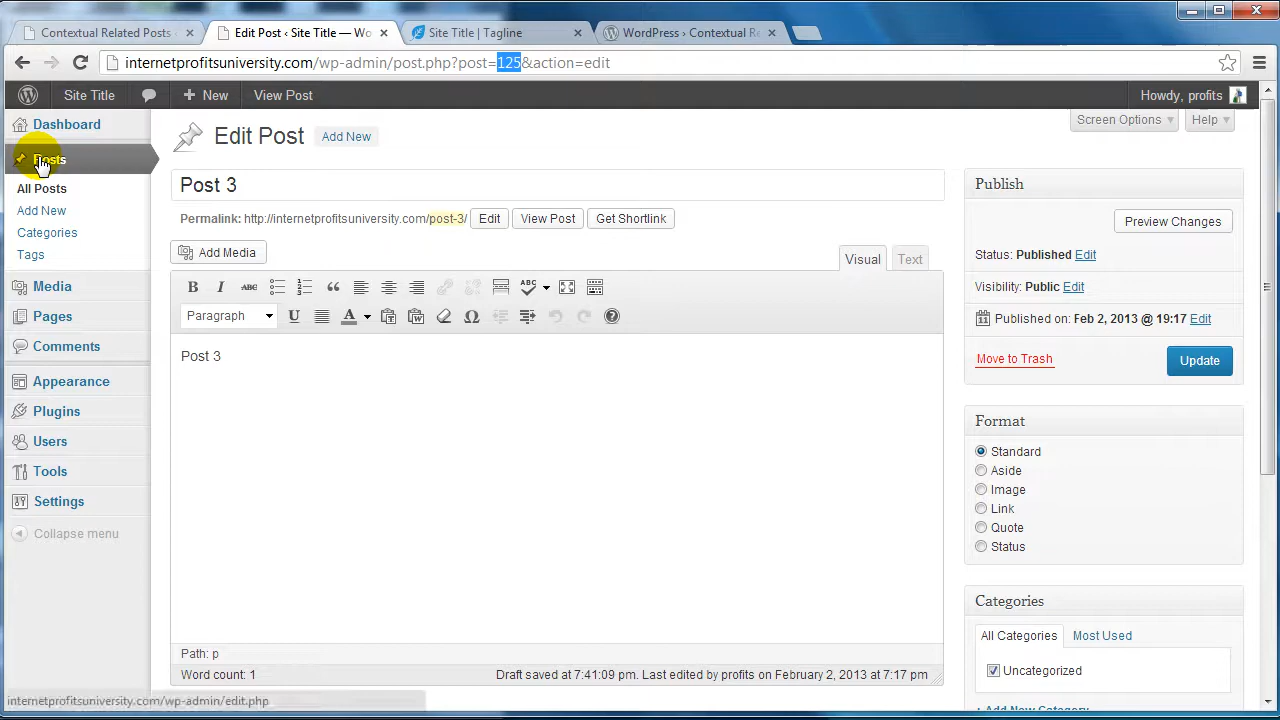 Contextual Related Posts
Edit Post ‹ Site Title — Wo
Site Title | Tagline
WordPress › Contextual Re
internetprofitsuniversity.com/wp-admin/post.php?post=125&action=edit
Site Title
+ New
View Post
Howdy, profits
Dashboard
Posts
All Posts
Add New
Categories
Tags
Media
Pages
Comments
Appearance
Plugins
Users
Tools
Settings
Collapse menu
Edit Post
Add New
Screen Options
Help
Post 3
Permalink: http://internetprofitsuniversity.com/post-3/ Edit View Post Get Shortlink
Add Media
Visual
Text
B I ABC
ABC
Paragraph
U
A
Ω
Post 3
Path: p
Word count: 1
Draft saved at 7:41:09 pm. Last edited by profits on February 2, 2013 at 7:17 pm
Publish
Preview Changes
Status: Published Edit
Visibility: Public Edit
Published on: Feb 2, 2013 @ 19:17 Edit
Move to Trash
Update
Format
Standard
Aside
Image
Link
Quote
Status
Categories
All Categories
Most Used
Uncategorized
+ Add New Category
internetprofitsuniversity.com/wp-admin/edit.php